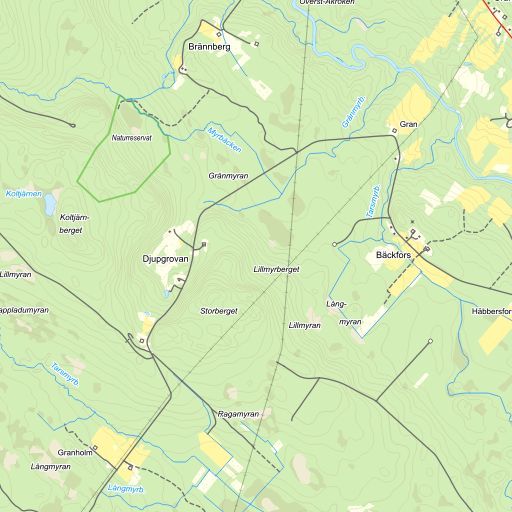 Överst-Åkroken
Brännberg
Gränmyrb.
Gran
Naturreservat
Myrbäcken
Gränmyran
Koltjärnen
Tarsmyrb.
Koltjärn-
berget
Djupgrovan
Bäckfors
Lillmyran
Lillmyrberget
Lång-
myran
Storberget
Lillmyran
appladumyran
Häbbersfor
Tarsmyrb.
Ragamyran
Granholm
Långmyran
Långmyrb.